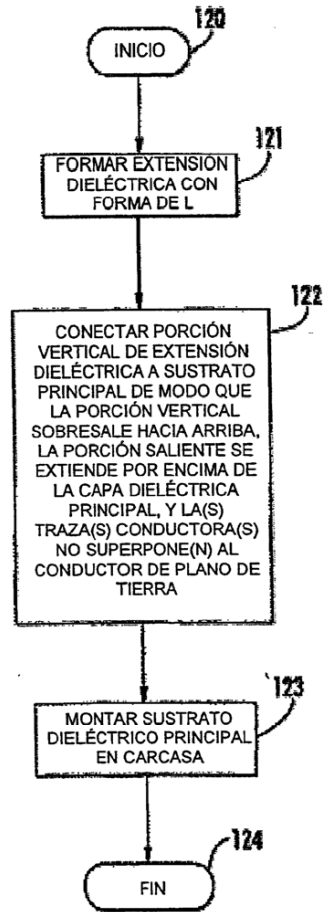 120
INICIO
121
FORMAR EXTENSIÓN
DIELÉCTRICA CON
FORMA DE L
122
CONECTAR PORCIÓN
VERTICAL DE EXTENSIÓN
DIELÉCTRICA A SUSTRATO
PRINCIPAL DE MODO QUE
LA PORCIÓN VERTICAL
SOBRESALE HACIA ARRIBA,
LA PORCIÓN SALIENTE SE
EXTIENDE POR ENCIMA DE
LA CAPA DIELÉCTRICA
PRINCIPAL, Y LA(S)
TRAZA(S) CONDUCTORA(S)
NO SUPERPONE(N) AL
CONDUCTOR DE PLANO DE
TIERRA
123
MONTAR SUSTRATO
DIELÉCTRICO PRINCIPAL
EN CARCASA
124
FIN